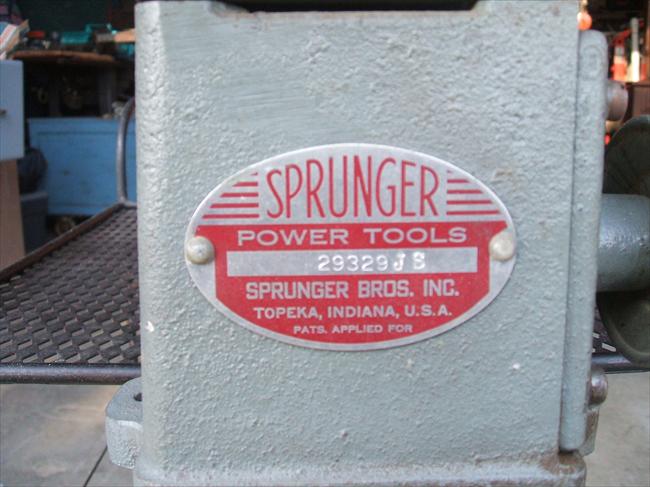 SPRUNGER
POWER TOOLS
29329JS
SPRUNGER BROS. INC.
TOPEKA, INDIANA, U.S.A.
PATS. APPLIED FOR